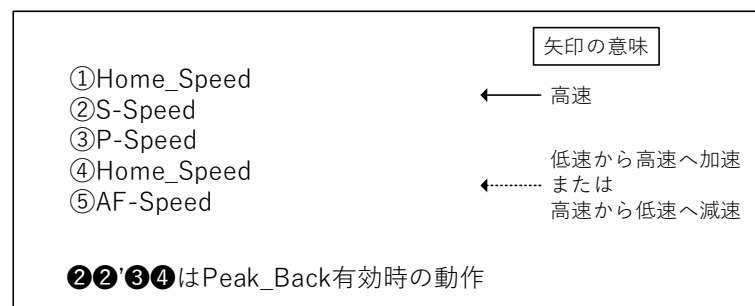 ①Home_Speed
②S-Speed
③P-Speed
④Home_Speed
⑤AF-Speed
矢印の意味
高速
低速から高速へ加速
または
高速から低速へ減速
❷❷’❸❹はPeak_Back有効時の動作